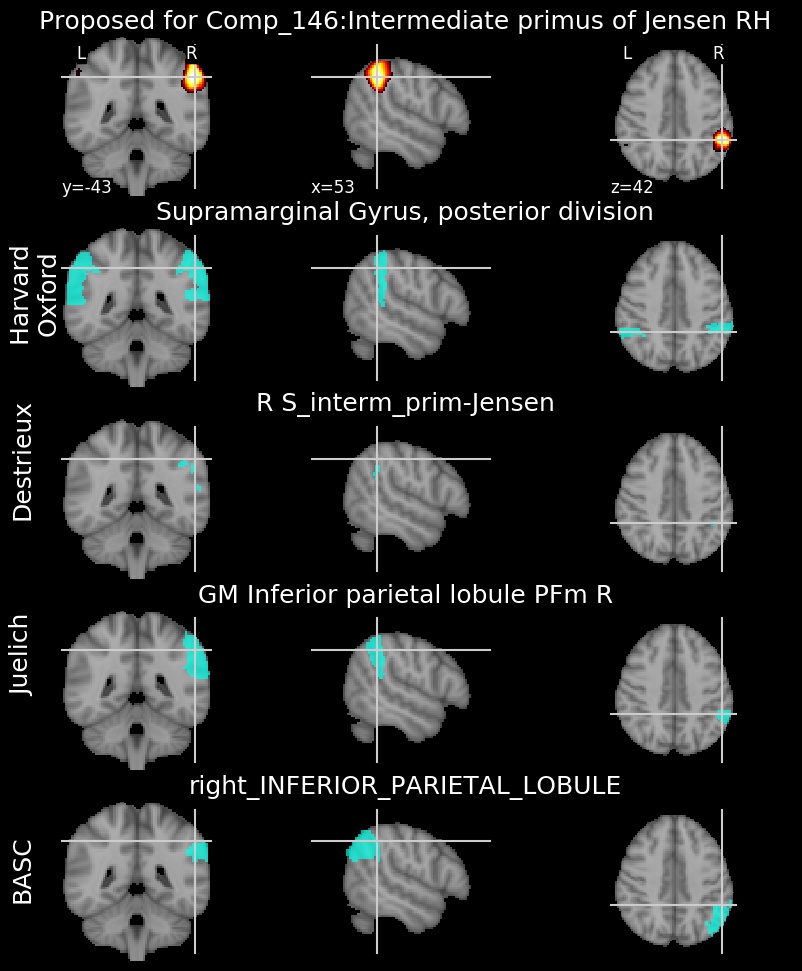 Proposed for Comp_146:Intermediate primus of Jensen RH
L R L R
y=-43 x=53 z=42
Supramarginal Gyrus, posterior division
Harvard
Oxford
R S_interm_prim-Jensen
Destrieux
GM Inferior parietal lobule PFm R
Juelich
right_INFERIOR_PARIETAL_LOBULE
BASC